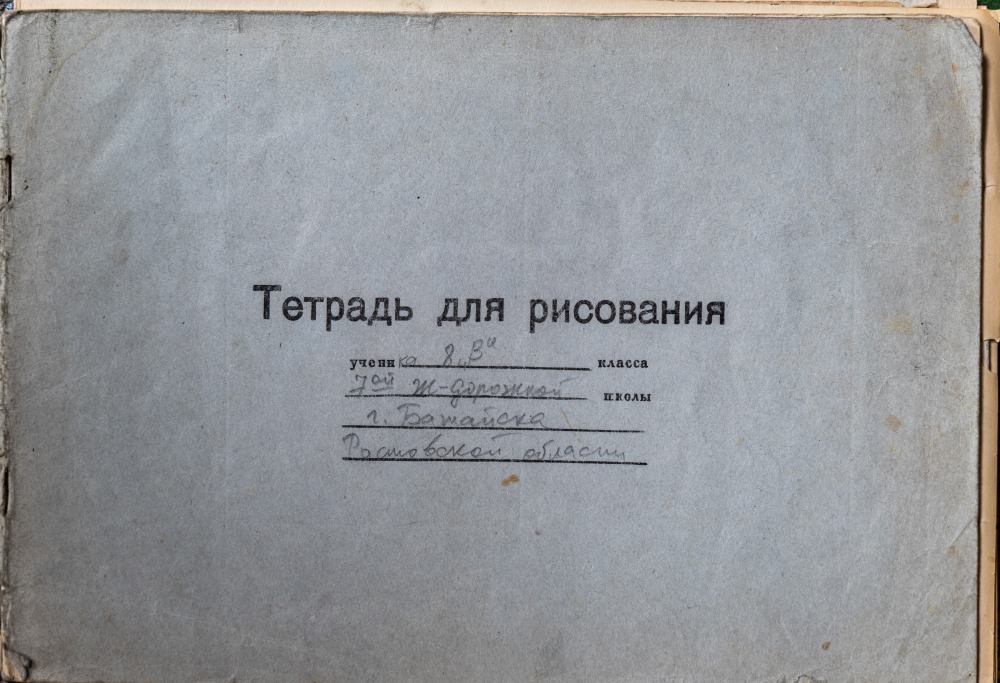 Тетрадь для рисования
ученика 8 „В“ класса
7ой Ж-дорожной школы
г. Батайска
Ростовской области